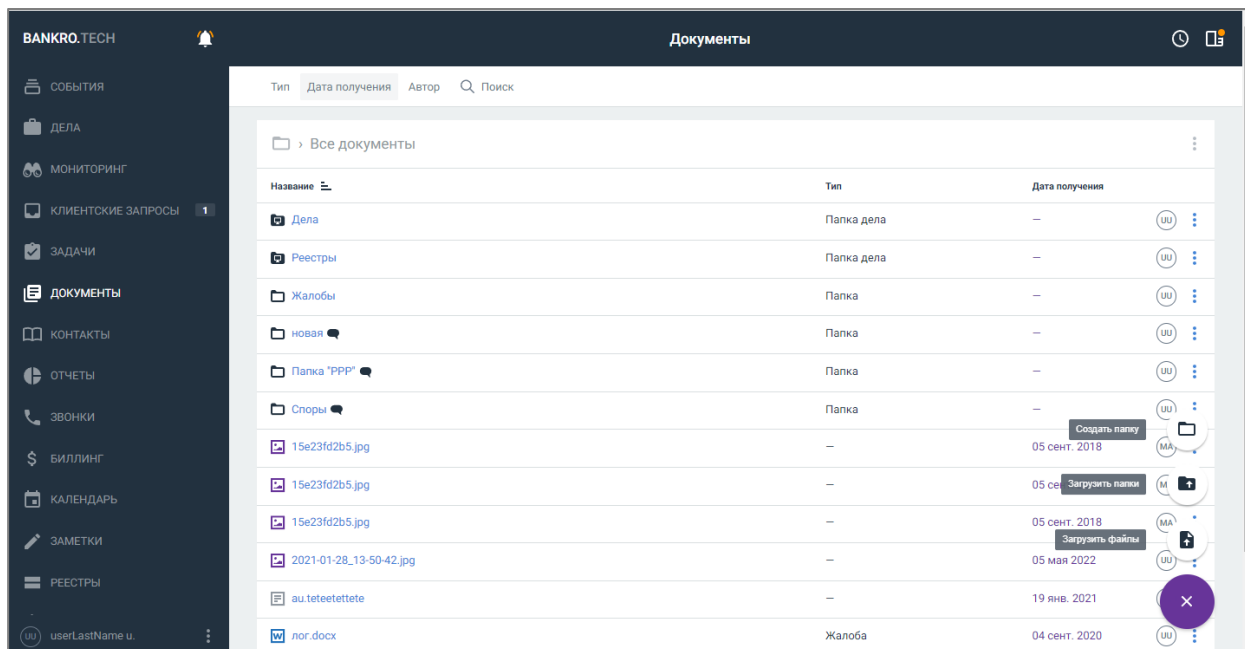 BANKRO.TECH
Документы
СОБЫТИЯ
Тип Дата получения Автор Поиск
ДЕЛА
› Все документы
МОНИТОРИНГ
Название Тип Дата получения
КЛИЕНТСКИЕ ЗАПРОСЫ 1
Дела Папка дела — UU
ЗАДАЧИ
Реестры Папка дела — UU
ДОКУМЕНТЫ
Жалобы Папка — UU
КОНТАКТЫ
новая Папка — UU
ОТЧЕТЫ
Папка "PPP" Папка — UU
ЗВОНКИ
Споры Папка — UU
Создать папку
15e23fd2b5.jpg — 05 сент. 2018 MA
БИЛЛИНГ
15e23fd2b5.jpg — 05 Загрузить папки
КАЛЕНДАРЬ
15e23fd2b5.jpg — 05 сент. 2018 MA
ЗАМЕТКИ
Загрузить файлы
2021-01-28_13-50-42.jpg — 05 мая 2022 UU
РЕЕСТРЫ
au.teteetettete — 19 янв. 2021
UU userLastName u.
лог.docx Жалоба 04 сент. 2020 UU